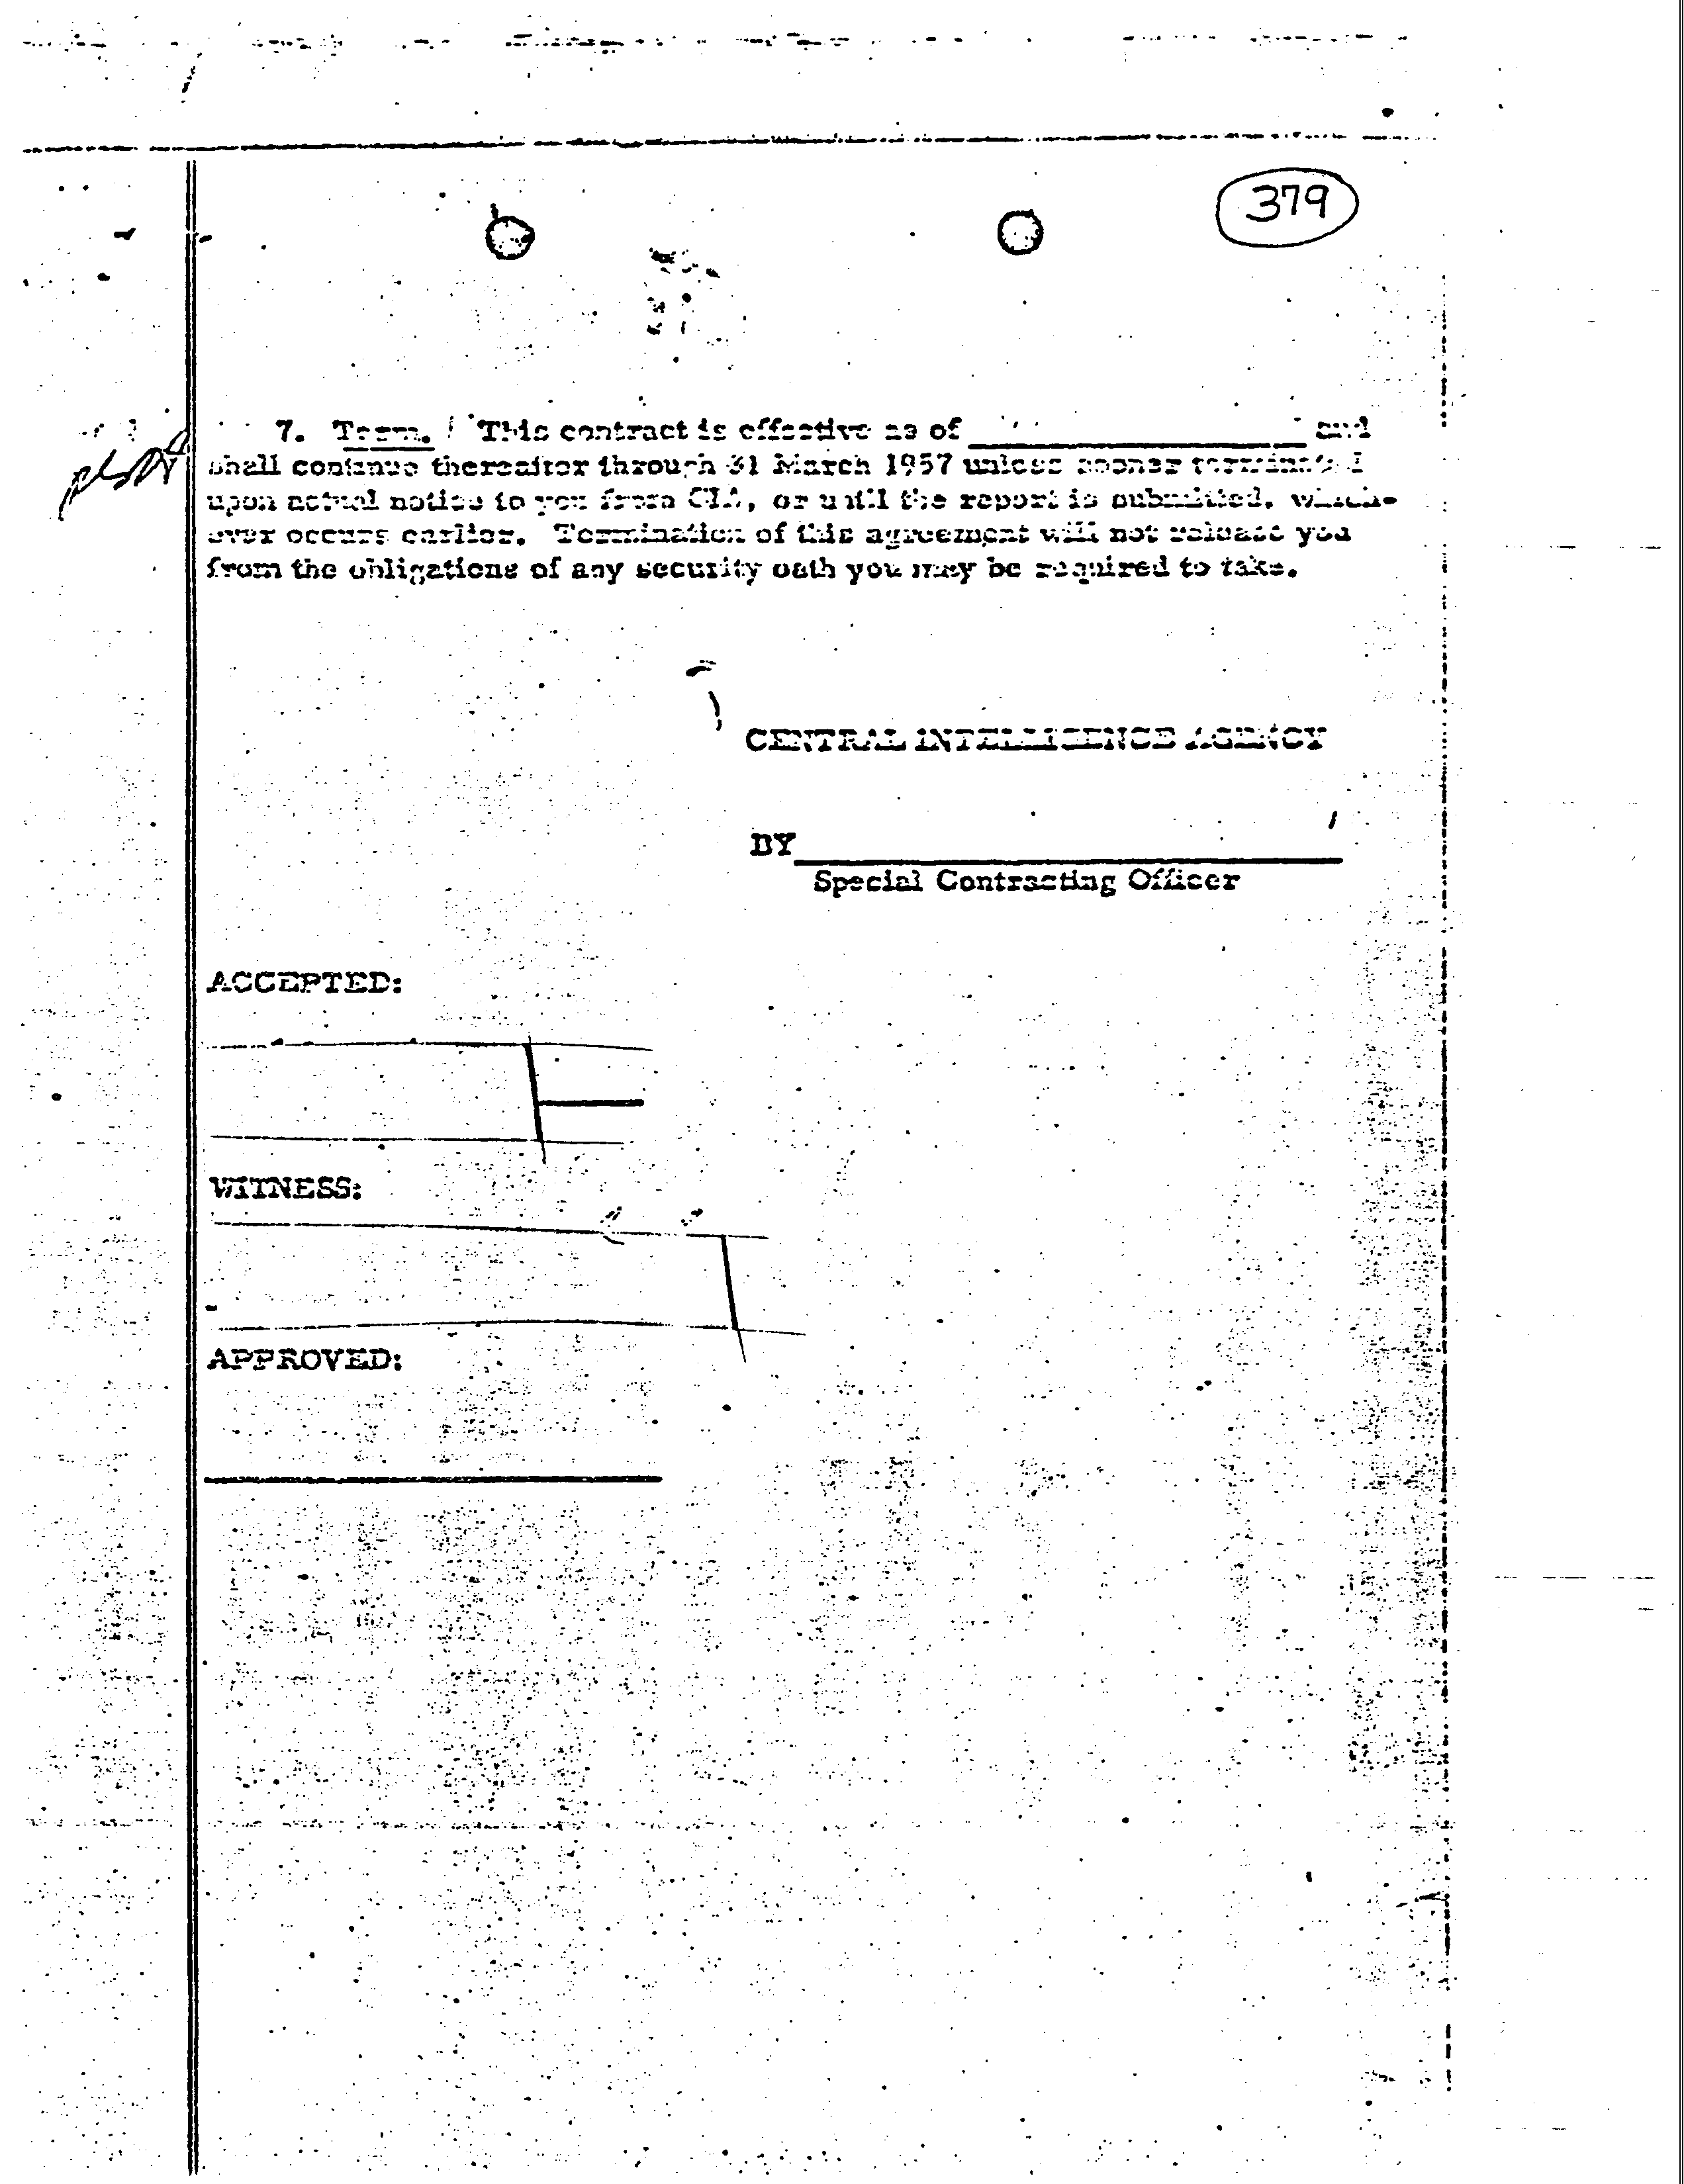 379
7. Term. This contract is effective as of and
shall continue thereafter through 31 March 1957 unless sooner terminated
upon actual notice to you from CIA, or until the report is submitted, which-
ever occurs earlier. Termination of this agreement will not release you
from the obligations of any security oath you may be required to take.
CENTRAL INTELLIGENCE AGENCY
BY
Special Contracting Officer
ACCEPTED:
WITNESS:
APPROVED: